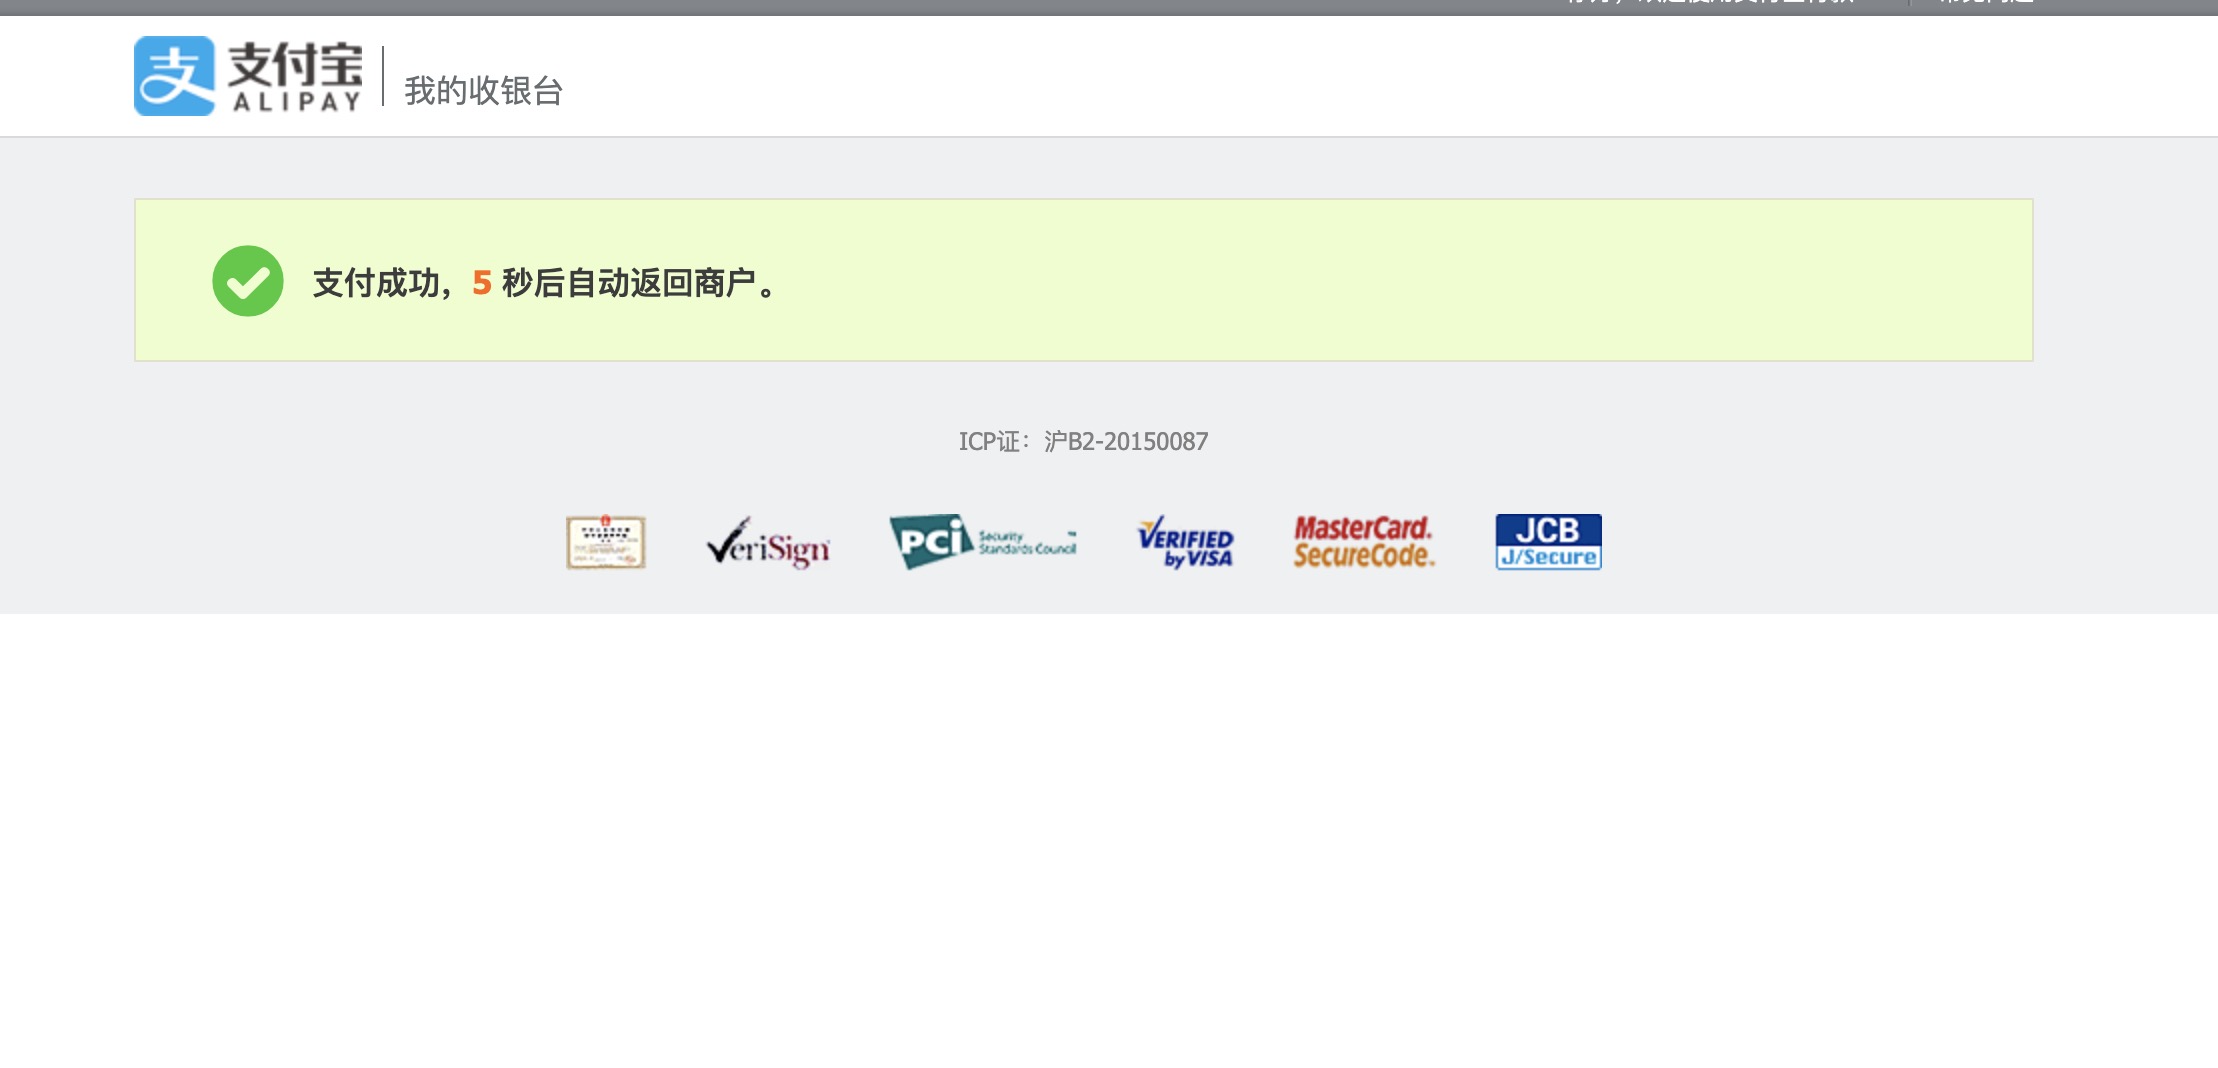 支付宝
ALIPAY
我的收银台
支付成功，5 秒后自动返回商户。
ICP证：沪B2-20150087
VeriSign
PCI Security Standards Council
VERIFIED by VISA
MasterCard. SecureCode.
JCB J/Secure